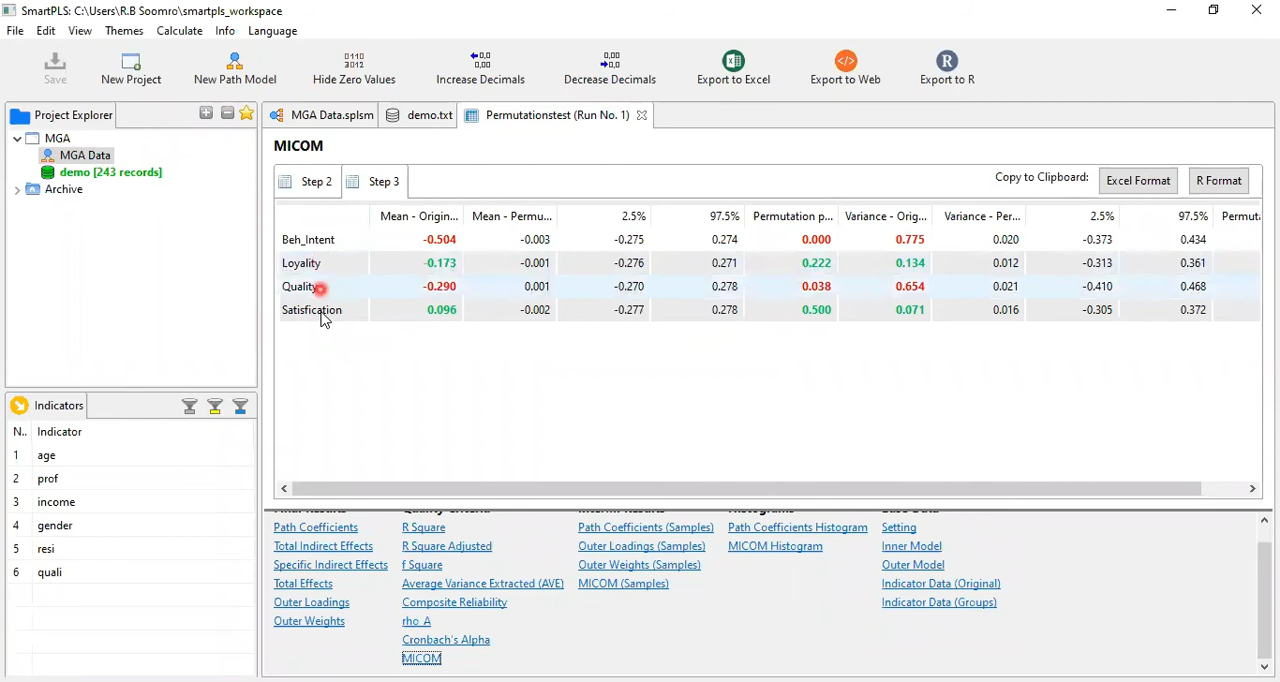 SmartPLS: C:\Users\R.B Soomro\smartpls_workspace
File Edit View Themes Calculate Info Language
Save New Project New Path Model Hide Zero Values Increase Decimals Decrease Decimals Export to Excel Export to Web Export to R
Project Explorer
MGA
MGA Data
demo [243 records]
Archive
MGA Data.splsm demo.txt Permutationstest (Run No. 1)
MICOM
Step 2 Step 3 Copy to Clipboard: Excel Format R Format
Mean - Origin... Mean - Permu... 2.5% 97.5% Permutation p... Variance - Orig... Variance - Per... 2.5% 97.5% Permuta
Beh_Intent -0.504 -0.003 -0.275 0.274 0.000 0.775 0.020 -0.373 0.434
Loyality -0.173 -0.001 -0.276 0.271 0.222 0.134 0.012 -0.313 0.361
Quality -0.290 0.001 -0.270 0.278 0.038 0.654 0.021 -0.410 0.468
Satisfication 0.096 -0.002 -0.277 0.278 0.500 0.071 0.016 -0.305 0.372
Indicators
N.. Indicator
1 age
2 prof
3 income
4 gender
5 resi
6 quali
Final Results Quality Criteria Interim Results Histograms Base Data
Path Coefficients R Square Path Coefficients (Samples) Path Coefficients Histogram Setting
Total Indirect Effects R Square Adjusted Outer Loadings (Samples) MICOM Histogram Inner Model
Specific Indirect Effects f Square Outer Weights (Samples) Outer Model
Total Effects Average Variance Extracted (AVE) MICOM (Samples) Indicator Data (Original)
Outer Loadings Composite Reliability Indicator Data (Groups)
Outer Weights rho_A
Cronbach's Alpha
MICOM